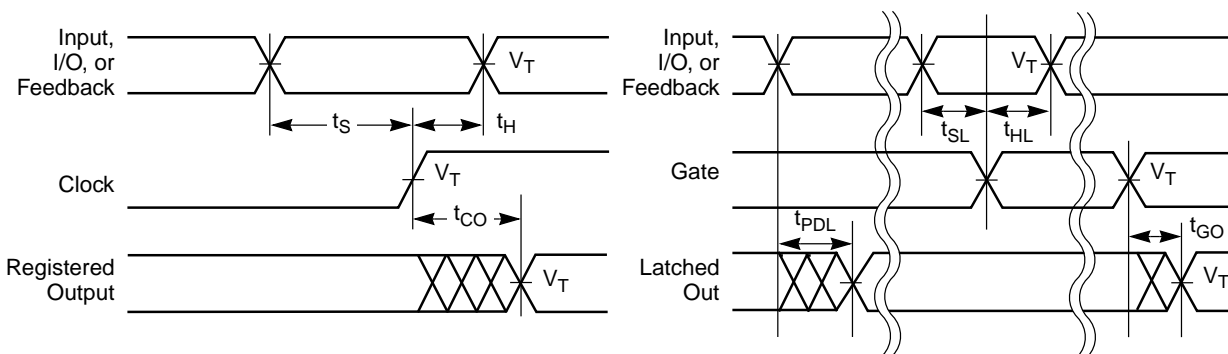 Input,
I/O, or
Feedback
V_T
t_S
t_H
Clock
V_T
t_CO
Registered
Output
V_T
Input,
I/O, or
Feedback
V_T
t_SL
t_HL
Gate
V_T
t_PDL
t_GO
Latched
Out
V_T